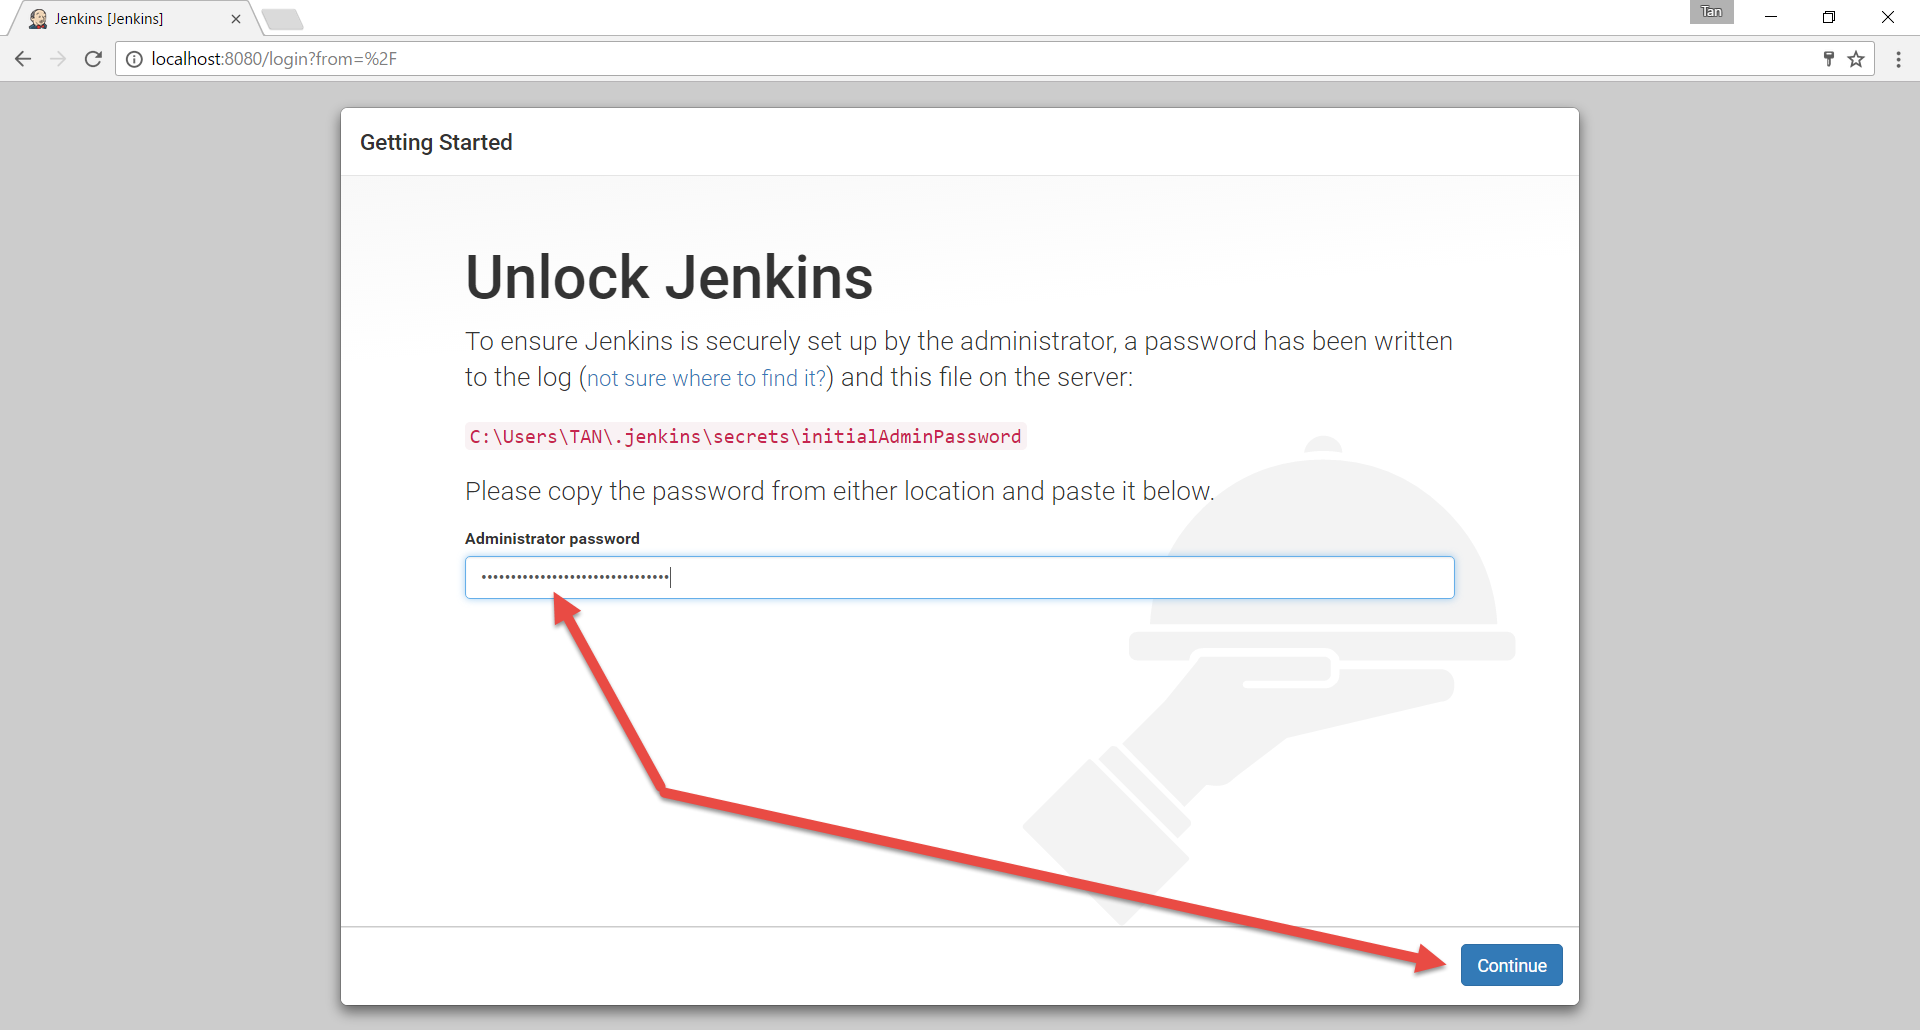 Jenkins [Jenkins]
Tan
localhost:8080/login?from=%2F
Getting Started
Unlock Jenkins
To ensure Jenkins is securely set up by the administrator, a password has been written
to the log (not sure where to find it?) and this file on the server:
C:\Users\TAN\.jenkins\secrets\initialAdminPassword
Please copy the password from either location and paste it below.
Administrator password
Continue